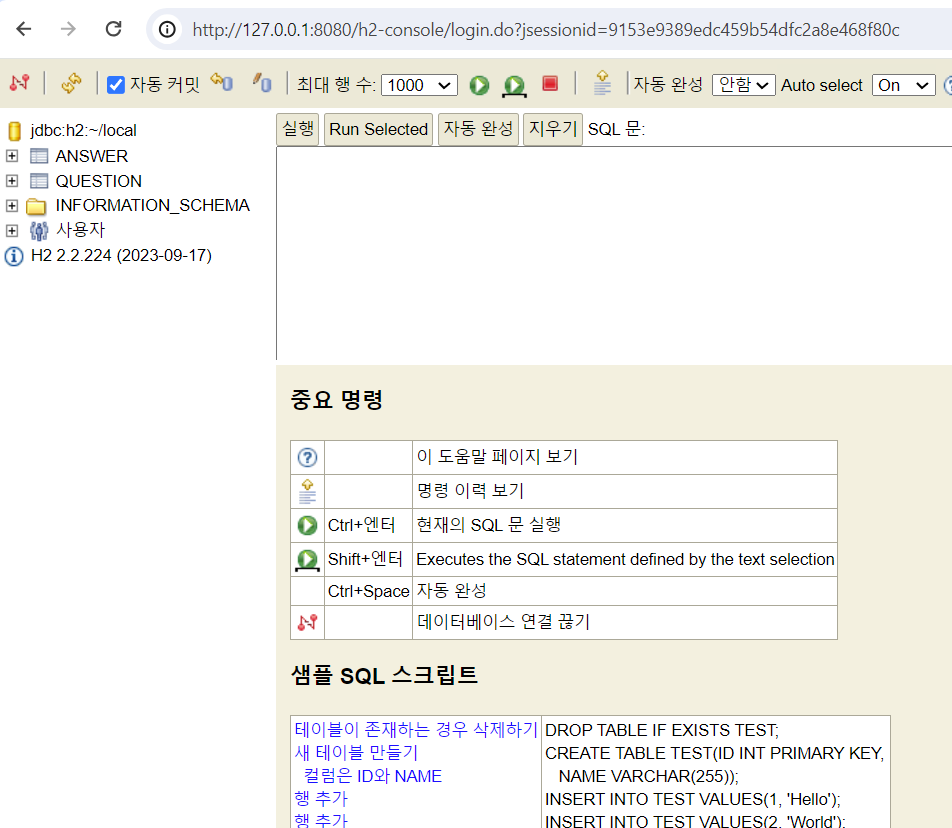 http://127.0.0.1:8080/h2-console/login.do?jsessionid=9153e9389edc459b54dfc2a8e468f80c
자동 커밋 최대 행 수: 1000 자동 완성 안함 Auto select On
jdbc:h2:~/local
ANSWER
QUESTION
INFORMATION_SCHEMA
사용자
H2 2.2.224 (2023-09-17)
실행 Run Selected 자동 완성 지우기 SQL 문:
중요 명령
이 도움말 페이지 보기
명령 이력 보기
Ctrl+엔터 현재의 SQL 문 실행
Shift+엔터 Executes the SQL statement defined by the text selection
Ctrl+Space 자동 완성
데이터베이스 연결 끊기
샘플 SQL 스크립트
테이블이 존재하는 경우 삭제하기 DROP TABLE IF EXISTS TEST;
새 테이블 만들기 CREATE TABLE TEST(ID INT PRIMARY KEY,
컬럼은 ID와 NAME NAME VARCHAR(255));
행 추가 INSERT INTO TEST VALUES(1, 'Hello');
행 추가 INSERT INTO TEST VALUES(2, 'World');